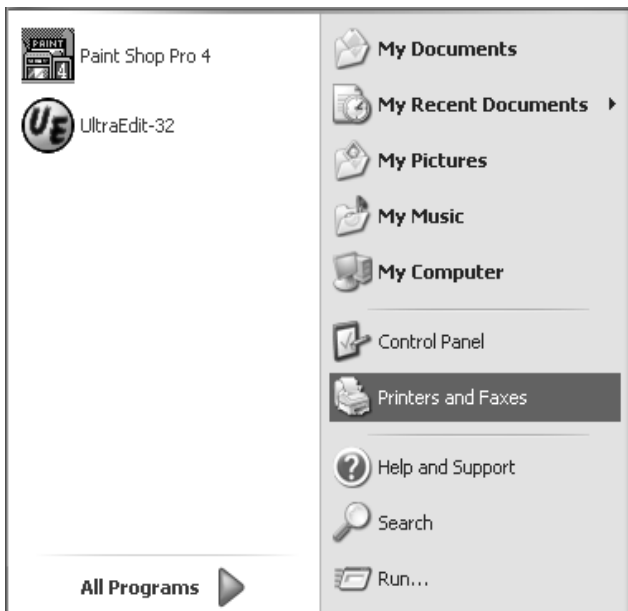 Paint Shop Pro 4
UltraEdit-32
All Programs
My Documents
My Recent Documents
My Pictures
My Music
My Computer
Control Panel
Printers and Faxes
Help and Support
Search
Run...